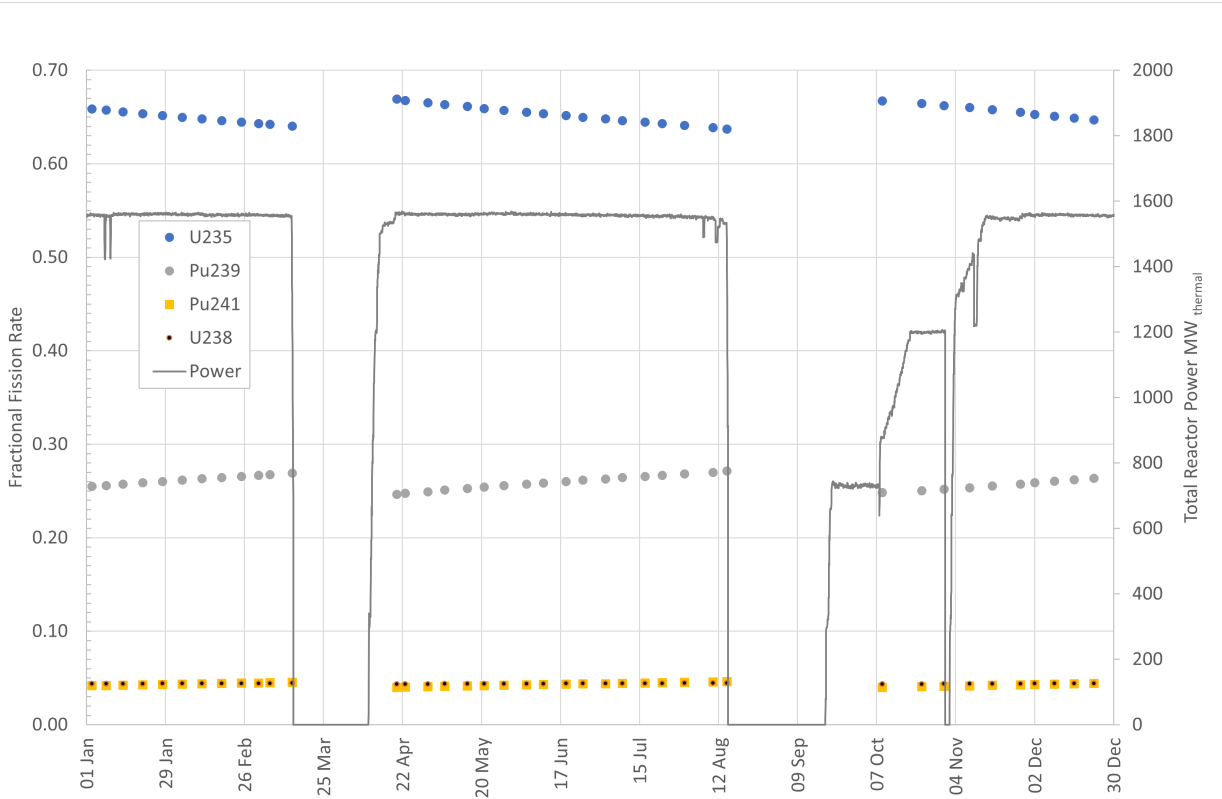 0.70
0.60
0.50
0.40
0.30
0.20
0.10
0.00
Fractional Fission Rate
U235
Pu239
Pu241
U238
Power
2000
1800
1600
1400
1200
1000
800
600
400
200
0
Total Reactor Power MW thermal
01 Jan
29 Jan
26 Feb
25 Mar
22 Apr
20 May
17 Jun
15 Jul
12 Aug
09 Sep
07 Oct
04 Nov
02 Dec
30 Dec